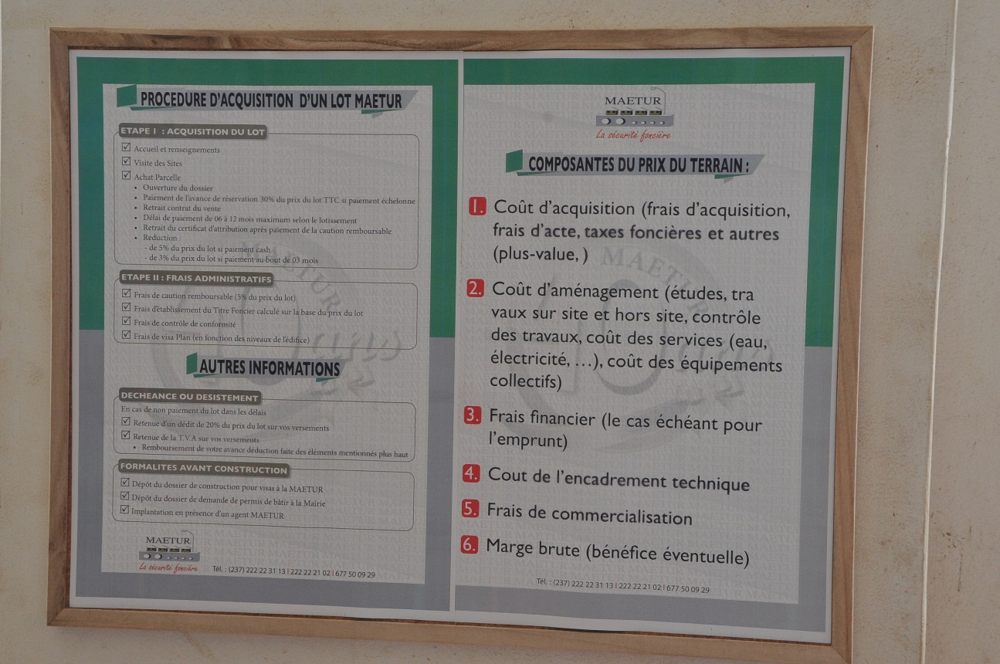 PROCEDURE D'ACQUISITION D'UN LOT MAETUR
ETAPE I : ACQUISITION DU LOT
Accueil et renseignements
Visite des Sites
Achat Parcelle
• Ouverture du dossier
• Paiement de l'avance de réservation 30% du prix du lot TTC si paiement échelonne
• Retrait contrat du vente
• Délai de paiement de 06 à 12 mois maximum selon le lotissement
• Retrait du certificat d'attribution après paiement de la caution remboursable
• Reduction :
- de 5% du prix du lot si paiement cash
- de 3% du prix du lot si paiement au bout de 03 mois
ETAPE II : FRAIS ADMINISTRATIFS
Frais de caution remboursable (5% du prix du lot)
Frais d'établissement du Titre Foncier calculé sur la base du prix du lot
Frais de contrôle de conformité
Frais de visa Plan (en fonction des niveaux de l'édifice)
AUTRES INFORMATIONS
DECHEANCE OU DESISTEMENT
En cas de non paiement du lot dans les délais
Retenue d'un dédit de 20% du prix du lot sur vos versements
Retenue de la T.V.A sur vos versements
• Remboursement de votre avance déduction faite des éléments mentionnés plus haut
FORMALITES AVANT CONSTRUCTION
Dépôt du dossier de construction pour visas à la MAETUR
Dépôt du dossier de demande de permis de bâtir à la Mairie
Implantation en présence d'un agent MAETUR
MAETUR
La sécurité foncière
Tél. : (237) 222 22 31 13 | 222 22 21 02 | 677 50 09 29
MAETUR
La sécurité foncière
COMPOSANTES DU PRIX DU TERRAIN :
1. Coût d'acquisition (frais d'acquisition,
frais d'acte, taxes foncières et autres
(plus-value, )
2. Coût d'aménagement (études, tra
vaux sur site et hors site, contrôle
des travaux, coût des services (eau,
électricité, …), coût des équipements
collectifs)
3. Frais financier (le cas échéant pour
l'emprunt)
4. Cout de l'encadrement technique
5. Frais de commercialisation
6. Marge brute (bénéfice éventuelle)
Tél. : (237) 222 22 31 13 | 222 22 21 02 | 677 50 09 29